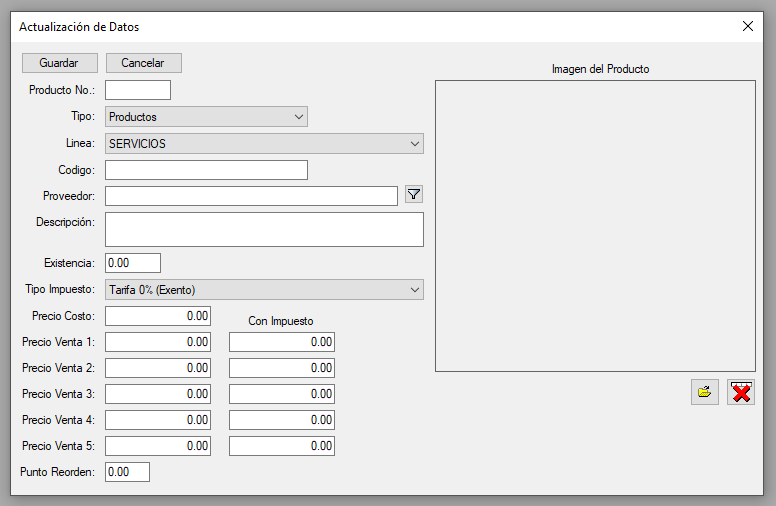 Actualización de Datos
Guardar Cancelar
Imagen del Producto
Producto No.:
Tipo: Productos
Linea: SERVICIOS
Codigo:
Proveedor:
Descripción:
Existencia: 0.00
Tipo Impuesto: Tarifa 0% (Exento)
Precio Costo: 0.00
Con Impuesto
Precio Venta 1: 0.00 0.00
Precio Venta 2: 0.00 0.00
Precio Venta 3: 0.00 0.00
Precio Venta 4: 0.00 0.00
Precio Venta 5: 0.00 0.00
Punto Reorden: 0.00